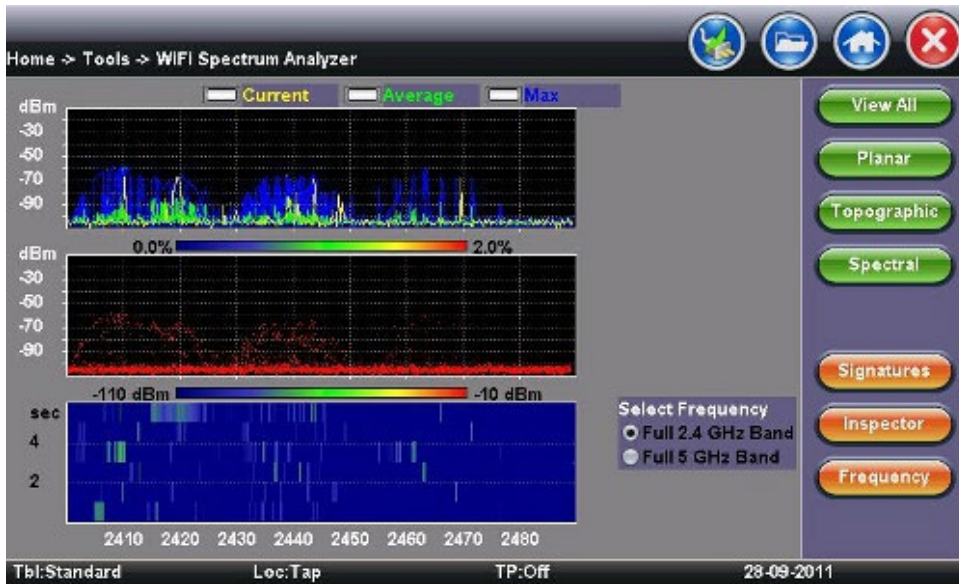 Home -> Tools -> WiFi Spectrum Analyzer
Current Average Max
dBm
-30
-50
-70
-90
0.0% 2.0%
dBm
-30
-50
-70
-90
-110 dBm -10 dBm
sec
4
2
2410 2420 2430 2440 2450 2460 2470 2480
Select Frequency
Full 2.4 GHz Band
Full 5 GHz Band
View All
Planar
Topographic
Spectral
Signatures
Inspector
Frequency
Tbl:Standard Loc:Tap TP:Off 28-09-2011